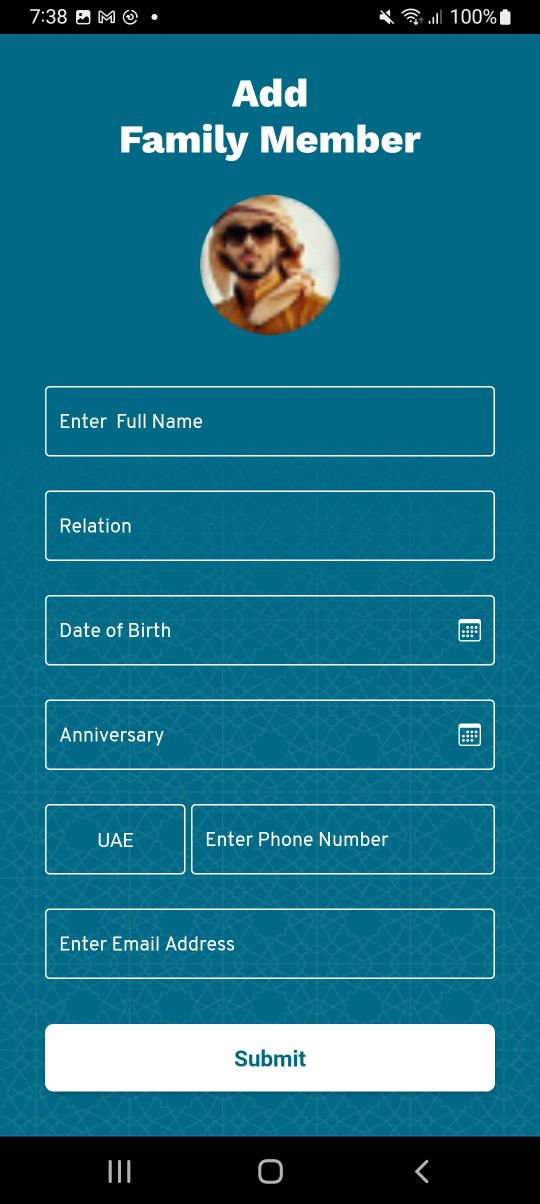 7:38
100%
Add
Family Member
Enter  Full Name
Relation
Date of Birth
Anniversary
UAE
Enter Phone Number
Enter Email Address
Submit